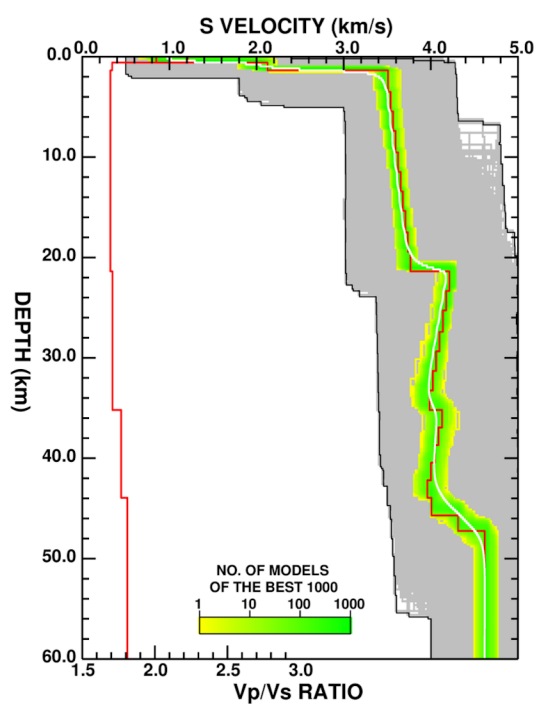 S VELOCITY (km/s)
0.0 1.0 2.0 3.0 4.0 5.0
0.0
10.0
20.0
30.0
40.0
50.0
60.0
DEPTH (km)
NO. OF MODELS
OF THE BEST 1000
1 10 100 1000
1.5 2.0 2.5 3.0
Vp/Vs RATIO